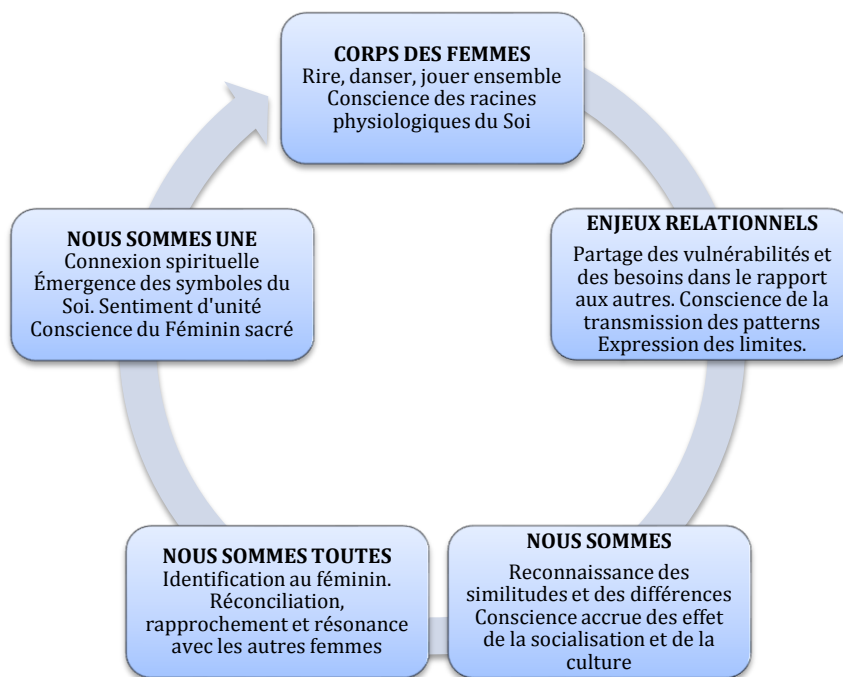 CORPS DES FEMMES
Rire, danser, jouer ensemble
Conscience des racines
physiologiques du Soi
ENJEUX RELATIONNELS
Partage des vulnérabilités et
des besoins dans le rapport
aux autres. Conscience de la
transmission des patterns
Expression des limites.
NOUS SOMMES
Reconnaissance des
similitudes et des différences
Conscience accrue des effet
de la socialisation et de la
culture
NOUS SOMMES TOUTES
Identification au féminin.
Réconciliation,
rapprochement et résonance
avec les autres femmes
NOUS SOMMES UNE
Connexion spirituelle
Émergence des symboles du
Soi. Sentiment d'unité
Conscience du Féminin sacré